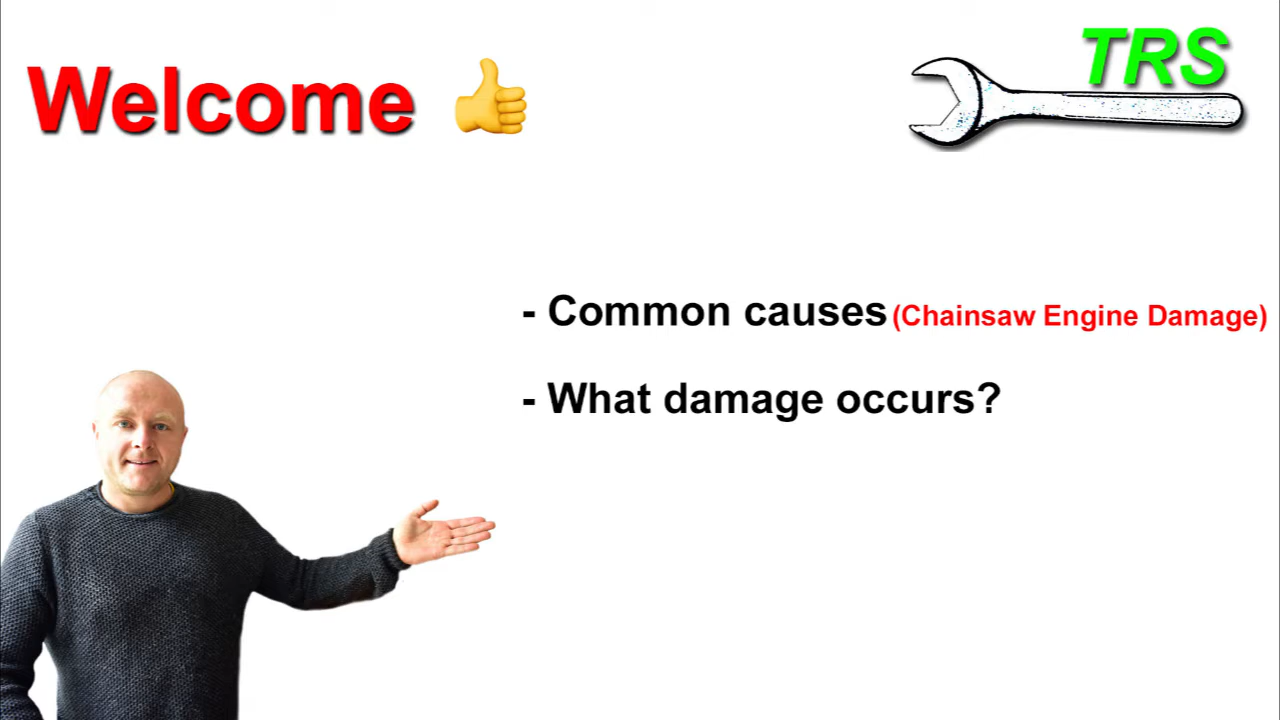 Welcome 👍
TRS
- Common causes (Chainsaw Engine Damage)
- What damage occurs?